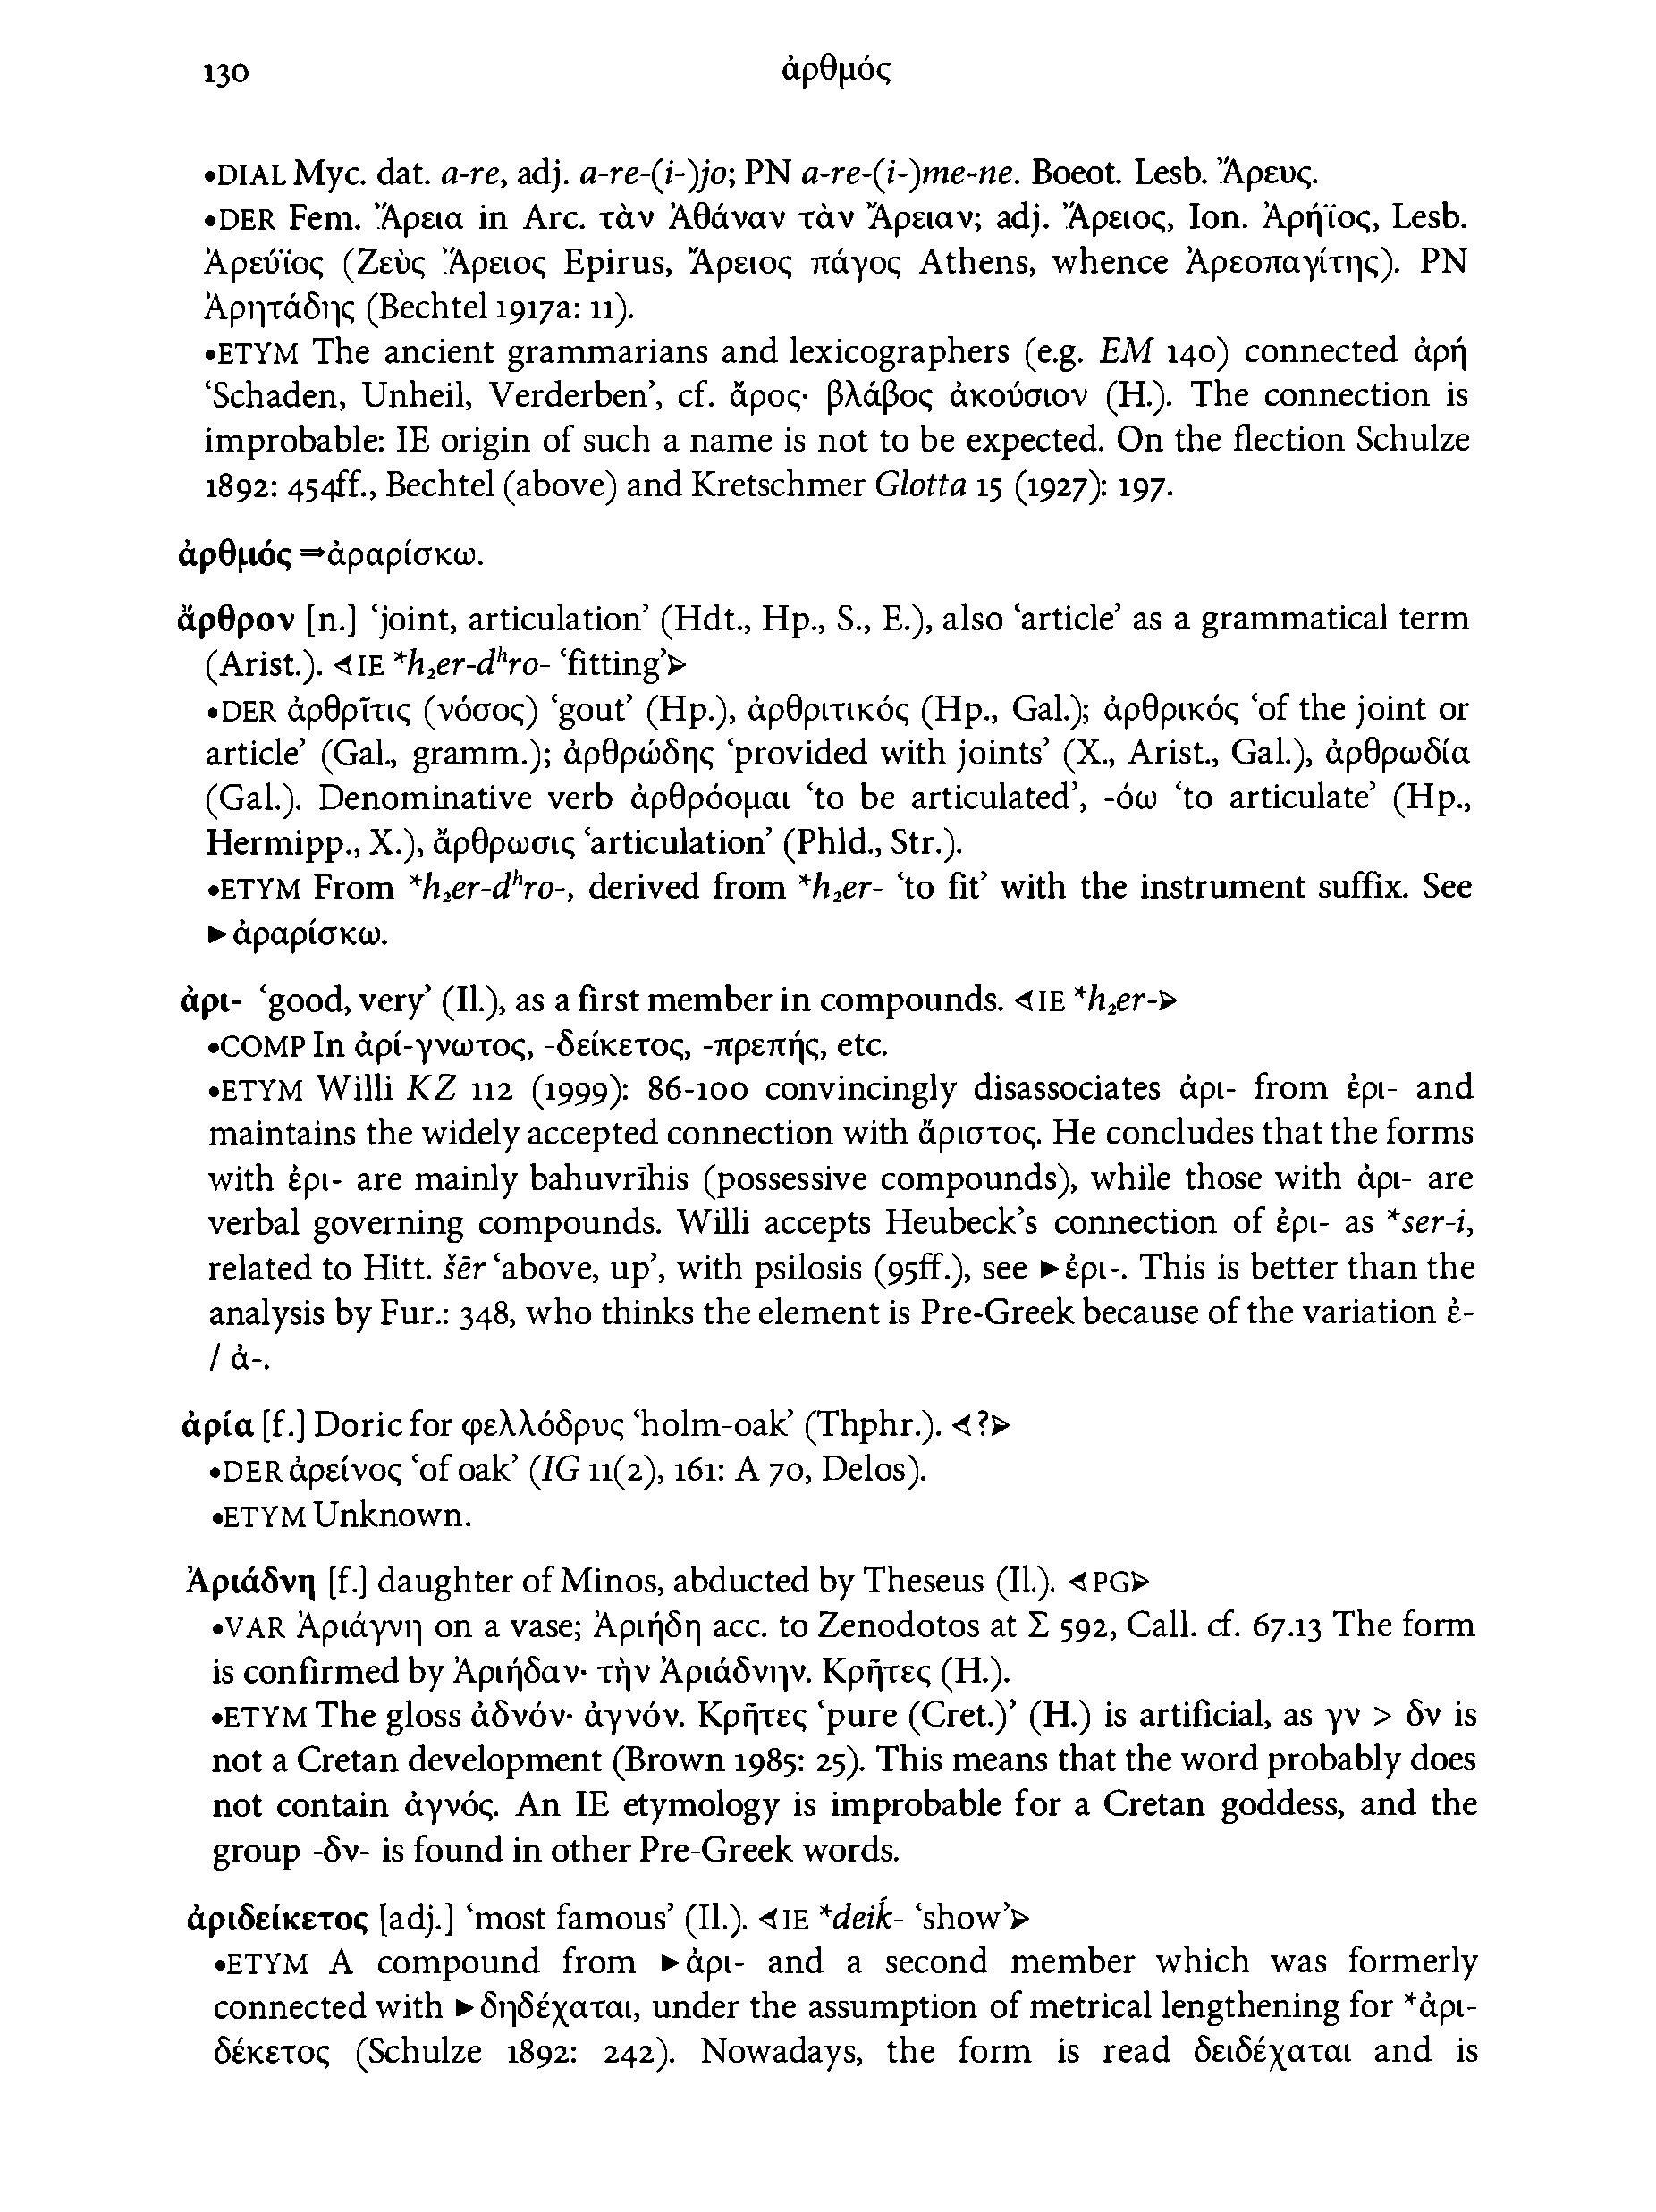 130 ἀρθμός
•DIAL Myc. dat. a-re, adj. a-re-(i-)jo; PN a-re-(i-)me-ne. Boeot. Lesb. Ἄρευς.
•DER Fem. Ἄρεια in Arc. τὰν Ἀθάναν τὰν Ἄρειαν; adj. Ἄρειος, Ion. Ἀρήϊος, Lesb.
Ἀρεύϊος (Ζεὺς Ἄρειος Epirus, Ἄρειος πάγος Athens, whence Ἀρεοπαγίτης). PN
Ἀρητάδης (Bechtel 1917a: 11).
•ETYM The ancient grammarians and lexicographers (e.g. EM 140) connected ἀρή
‘Schaden, Unheil, Verderben’, cf. ἄρος· βλάβος ἀκούσιον (H.). The connection is
improbable: IE origin of such a name is not to be expected. On the flection Schulze
1892: 454ff., Bechtel (above) and Kretschmer Glotta 15 (1927): 197.
ἀρθμός ⇒ἀραρίσκω.
ἄρθρον [n.] ‘joint, articulation’ (Hdt., Hp., S., E.), also ‘article’ as a grammatical term
(Arist.). ◁IE *h₂er-dʰro- ‘fitting’▷
•DER ἀρθρῖτις (νόσος) ‘gout’ (Hp.), ἀρθριτικός (Hp., Gal.); ἀρθρικός ‘of the joint or
article’ (Gal., gramm.); ἀρθρώδης ‘provided with joints’ (X., Arist., Gal.), ἀρθρωδία
(Gal.). Denominative verb ἀρθρόομαι ‘to be articulated’, -όω ‘to articulate’ (Hp.,
Hermipp., X.), ἄρθρωσις ‘articulation’ (Phld., Str.).
•ETYM From *h₂er-dʰro-, derived from *h₂er- ‘to fit’ with the instrument suffix. See
►ἀραρίσκω.
ἀρι- ‘good, very’ (Il.), as a first member in compounds. ◁IE *h₂er-▷
•COMP In ἀρί-γνωτος, -δείκετος, -πρεπής, etc.
•ETYM Willi KZ 112 (1999): 86-100 convincingly disassociates ἀρι- from ἐρι- and
maintains the widely accepted connection with ἄριστος. He concludes that the forms
with ἐρι- are mainly bahuvrīhis (possessive compounds), while those with ἀρι- are
verbal governing compounds. Willi accepts Heubeck’s connection of ἐρι- as *ser-i,
related to Hitt. šēr ‘above, up’, with psilosis (95ff.), see ►ἐρι-. This is better than the
analysis by Fur.: 348, who thinks the element is Pre-Greek because of the variation ἐ-
/ ἀ-.
ἀρία [f.] Doric for φελλόδρυς ‘holm-oak’ (Thphr.). ◁?▷
•DER ἀρείνος ‘of oak’ (IG 11(2), 161: A 70, Delos).
•ETYM Unknown.
Ἀριάδνη [f.] daughter of Minos, abducted by Theseus (Il.). ◁PG▷
•VAR Ἀριάγνη on a vase; Ἀριήδη acc. to Zenodotos at Σ 592, Call. cf. 67.13 The form
is confirmed by Ἀριήδαν· τὴν Ἀριάδνην. Κρῆτες (H.).
•ETYM The gloss ἀδνόν· ἁγνόν. Κρῆτες ‘pure (Cret.)’ (H.) is artificial, as γν > δν is
not a Cretan development (Brown 1985: 25). This means that the word probably does
not contain ἁγνός. An IE etymology is improbable for a Cretan goddess, and the
group -δν- is found in other Pre-Greek words.
ἀριδείκετος [adj.] ‘most famous’ (Il.). ◁IE *deiḱ- ‘show’▷
•ETYM A compound from ►ἀρι- and a second member which was formerly
connected with ►δηδέχαται, under the assumption of metrical lengthening for *ἀρι-
δέκετος (Schulze 1892: 242). Nowadays, the form is read δειδέχαται and is